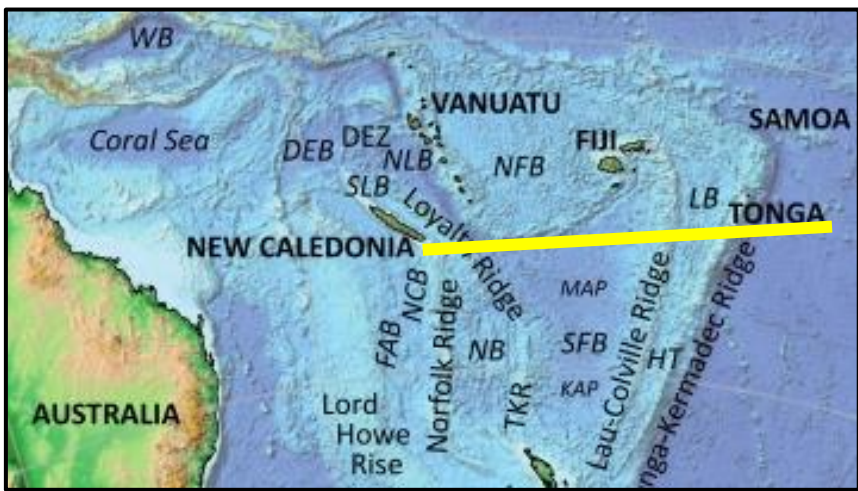 WB
VANUATU
SAMOA
Coral Sea
DEB
DEZ
NLB
FIJI
NFB
SLB
LB
TONGA
Loyalty Ridge
NEW CALEDONIA
NCB
MAP
FAB
Norfolk Ridge
NB
SFB
Lau-Colville Ridge
HT
nga-Kermadec Ridge
KAP
TKR
AUSTRALIA
Lord
Howe
Rise